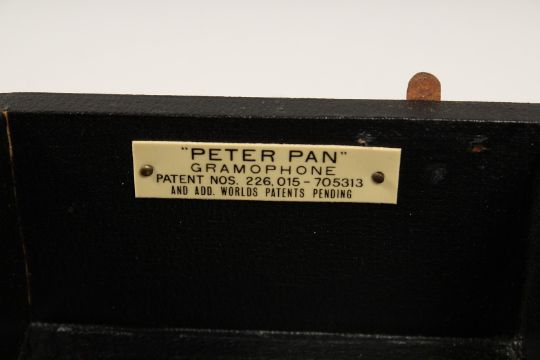 "PETER PAN"
GRAMOPHONE
PATENT NOS. 226,015-705313
AND ADD. WORLDS PATENTS PENDING